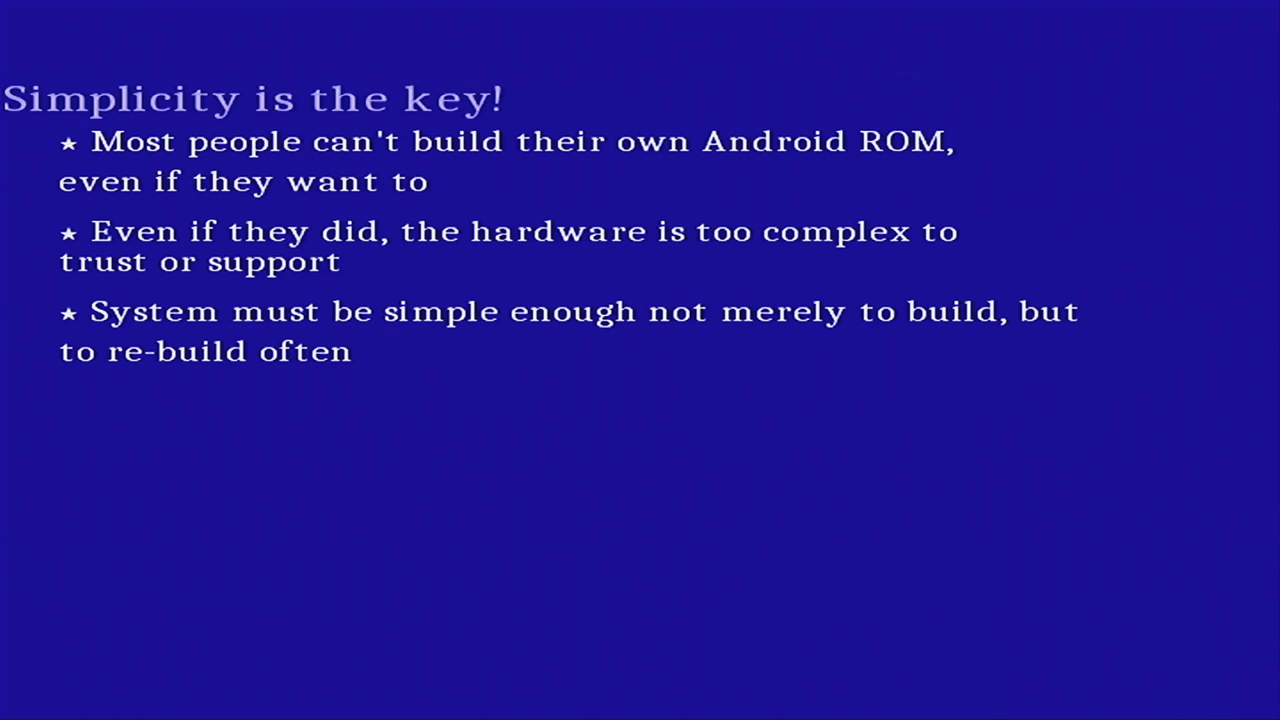 Simplicity is the key!
★ Most people can't build their own Android ROM,
even if they want to
★ Even if they did, the hardware is too complex to
trust or support
★ System must be simple enough not merely to build, but
to re-build often